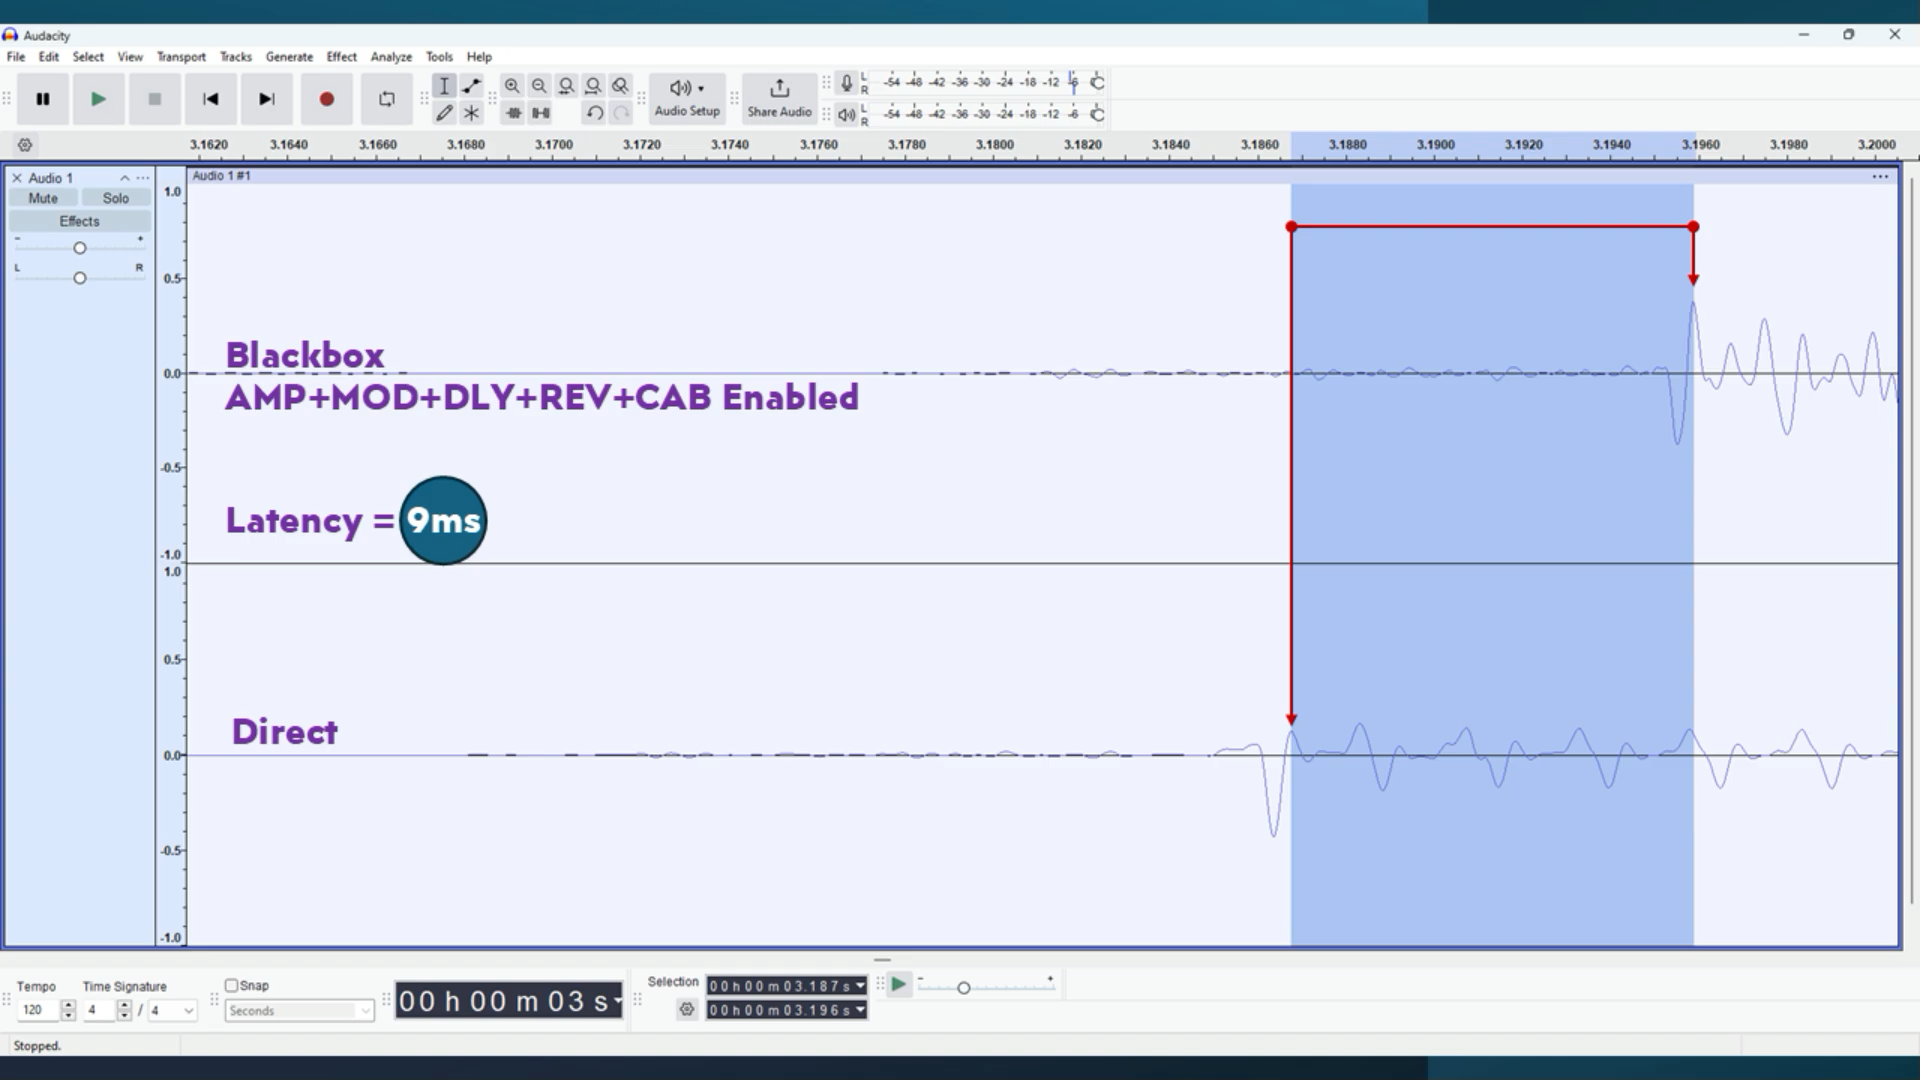 Audacity
File Edit Select View Transport Tracks Generate Effect Analyze Tools Help
Audio Setup
Share Audio
L
R
-54 -48 -42 -36 -30 -24 -18 -12 -6
L
R
-54 -48 -42 -36 -30 -24 -18 -12 -6
3.1620 3.1640 3.1660 3.1680 3.1700 3.1720 3.1740 3.1760 3.1780 3.1800 3.1820 3.1840 3.1860 3.1880 3.1900 3.1920 3.1940 3.1960 3.1980 3.2000
Audio 1
Audio 1 #1
Mute Solo
Effects
- +
L R
1.0
0.5
0.0
-0.5
-1.0
Blackbox
AMP+MOD+DLY+REV+CAB Enabled
Latency = 9ms
1.0
0.5
0.0
-0.5
-1.0
Direct
Tempo
120
Time Signature
4 / 4
Snap
Seconds
00 h 00 m 03 s
Selection
00 h 00 m 03.187 s
00 h 00 m 03.196 s
- +
Stopped.